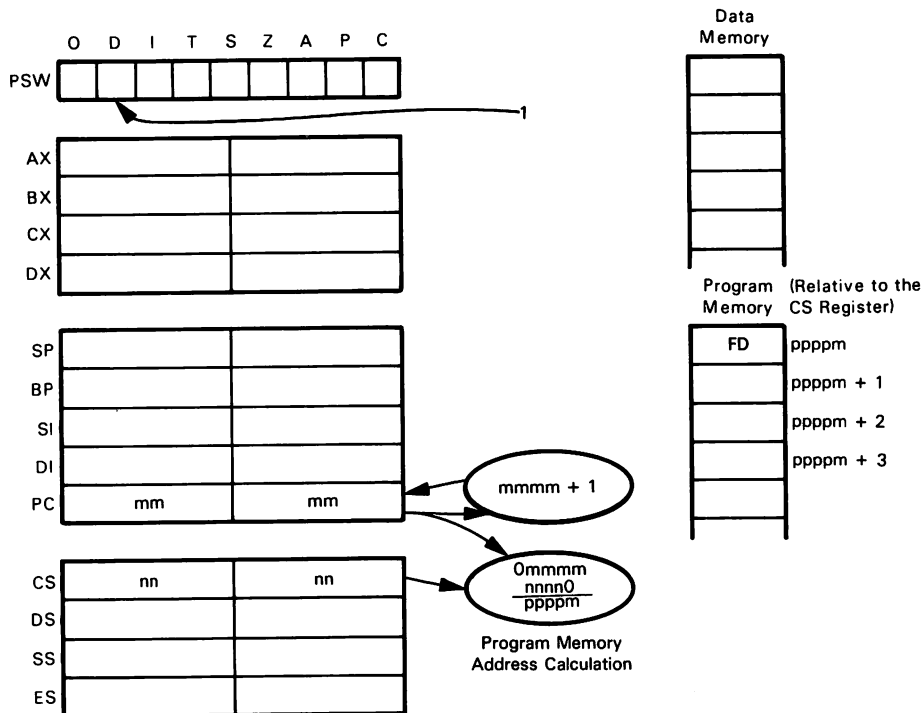 O D I T S Z A P C
PSW
1
AX
BX
CX
DX
SP
BP
SI
DI
PC mm mm
mmmm + 1
CS nn nn
DS
SS
ES
0mmmm
nnnn0
ppppm
Program Memory
Address Calculation
Data
Memory
Program (Relative to the
Memory CS Register)
FD ppppm
ppppm + 1
ppppm + 2
ppppm + 3